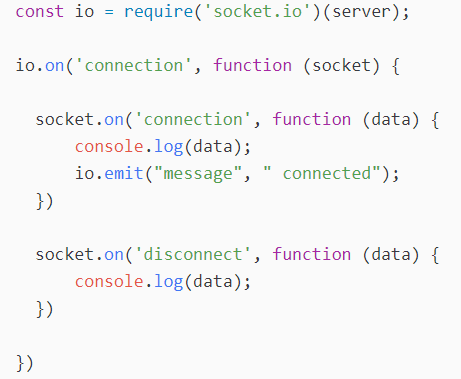 const io = require('socket.io')(server);
io.on('connection', function (socket) {
socket.on('connection', function (data) {
console.log(data);
io.emit("message", " connected");
})
socket.on('disconnect', function (data) {
console.log(data);
})
})